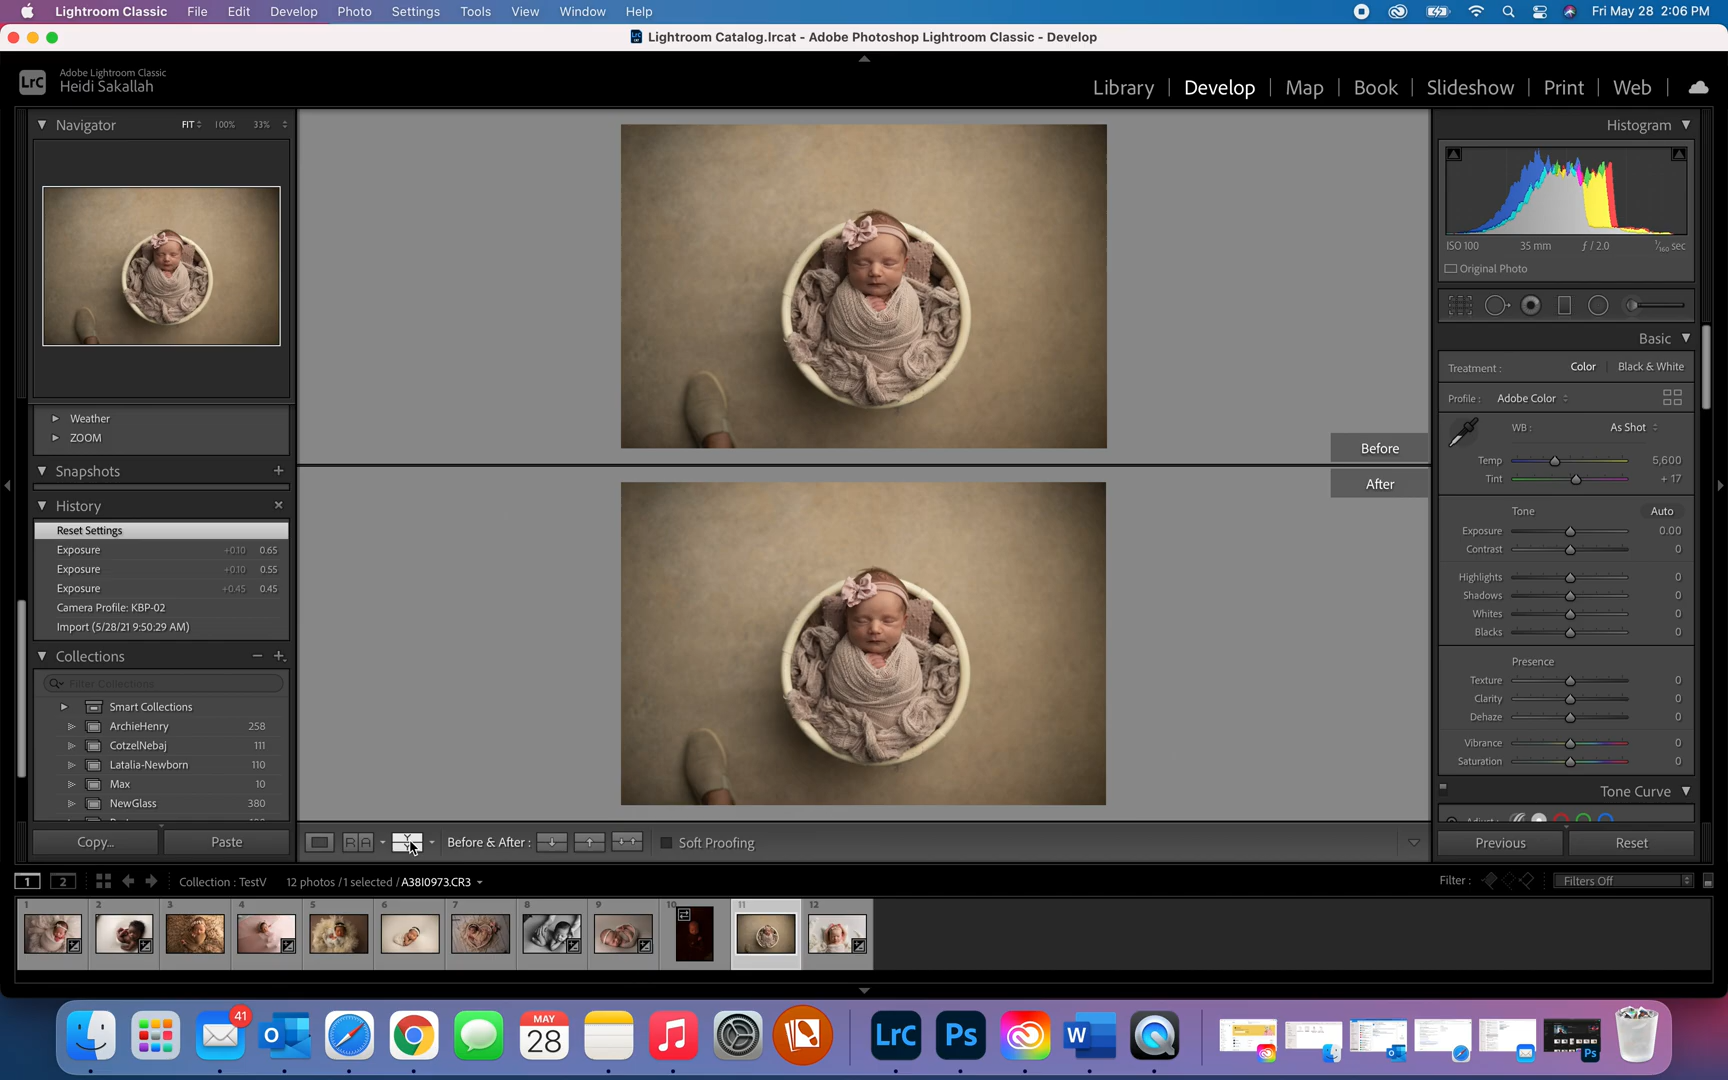 Lightroom Classic File Edit Develop Photo Settings Tools View Window Help Fri May 28 2:06 PM
Lightroom Catalog.lrcat - Adobe Photoshop Lightroom Classic - Develop
LrC
Adobe Lightroom Classic
Heidi Sakallah
Library | Develop | Map | Book | Slideshow | Print | Web |
Navigator FIT 100% 33%
Weather
ZOOM
Snapshots +
History ×
Reset Settings
Exposure +0.10 0.65
Exposure +0.10 0.55
Exposure +0.45 0.45
Camera Profile: KBP-02
Import (5/28/21 9:50:29 AM)
Collections − +
Filter Collections
Smart Collections
ArchieHenry 258
CotzelNebaj 111
Latalia-Newborn 110
Max 10
NewGlass 380
Copy... Paste
Before
After
R A Y Y Before & After : Soft Proofing
Histogram
ISO 100 35 mm ƒ / 2.0 1/160 sec
Original Photo
Basic
Treatment : Color Black & White
Profile : Adobe Color
WB : As Shot
Temp 5,600
Tint + 17
Tone Auto
Exposure 0.00
Contrast 0
Highlights 0
Shadows 0
Whites 0
Blacks 0
Presence
Texture 0
Clarity 0
Dehaze 0
Vibrance 0
Saturation 0
Tone Curve
Adjust :
Previous Reset
1 2 Collection : TestV 12 photos / 1 selected / A38I0973.CR3 Filter : Filters Off
1 2 3 4 5 6 7 8 9 10 11 12
41
MAY
28
LrC Ps W
Ps